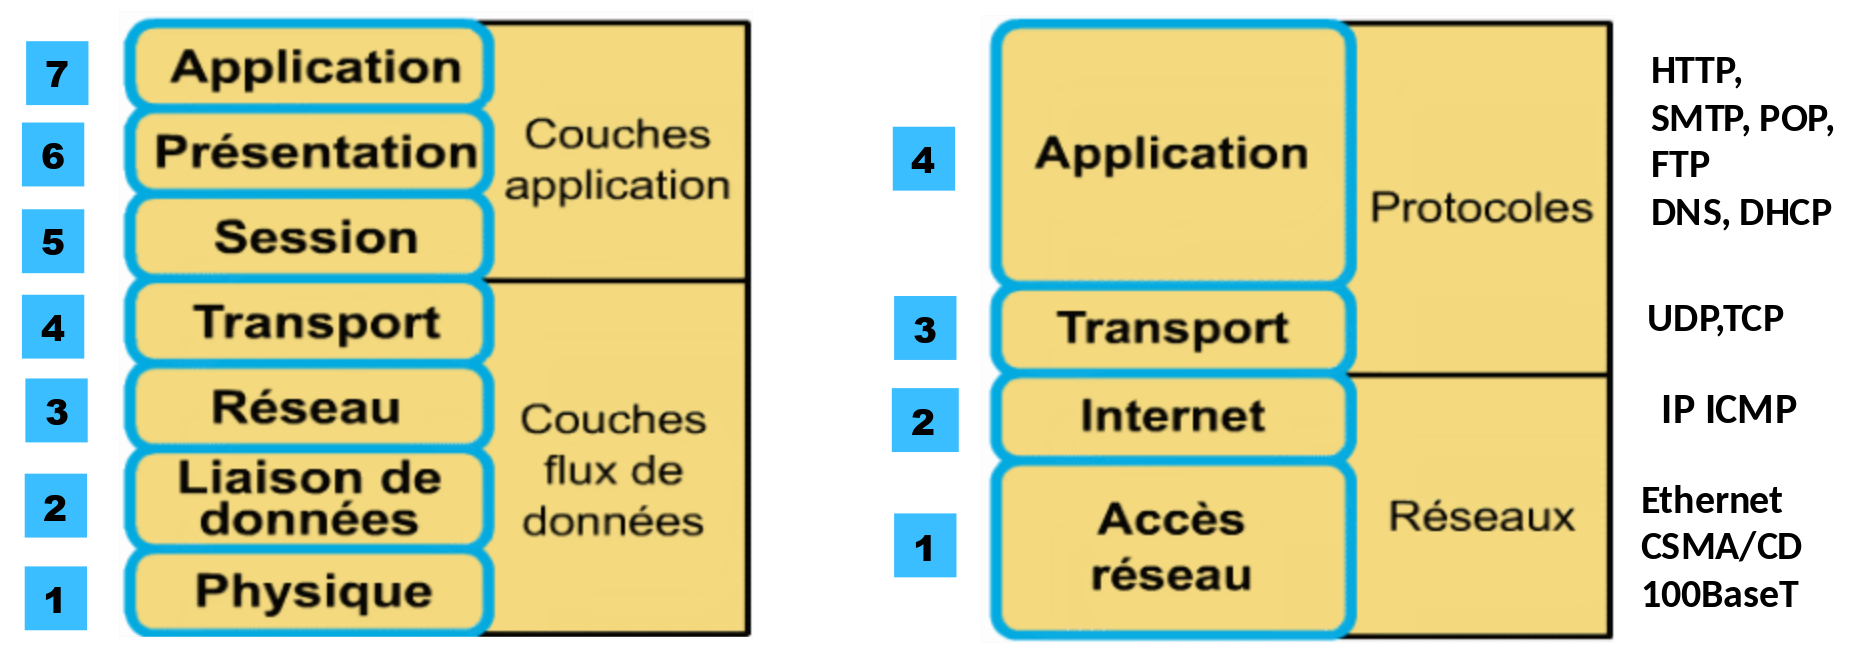 7
Application
6
Présentation
5
Session
Couches
application
4
Transport
3
Réseau
2
Liaison de
données
1
Physique
Couches
flux de
données
4
Application
3
Transport
Protocoles
2
Internet
1
Accès
réseau
Réseaux
HTTP,
SMTP, POP,
FTP
DNS, DHCP
UDP,TCP
IP ICMP
Ethernet
CSMA/CD
100BaseT